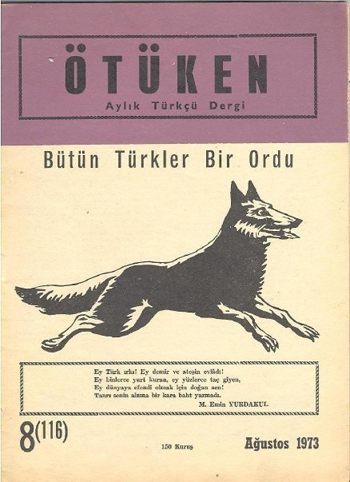 ÖTÜKEN
Aylık Türkçü Dergi
Bütün Türkler Bir Ordu
Ey Türk ırkı! Ey demir ve ateşin evlâdı!
Ey binlerce yurt kuran, ey yüzlerce taç giyen,
Ey dünyaya efendi olmak için doğan sen!
Tanrı senin alnına bir kara baht yazmadı.
M. Emin YURDAKUL
8(116)
150 Kuruş
Ağustos 1973